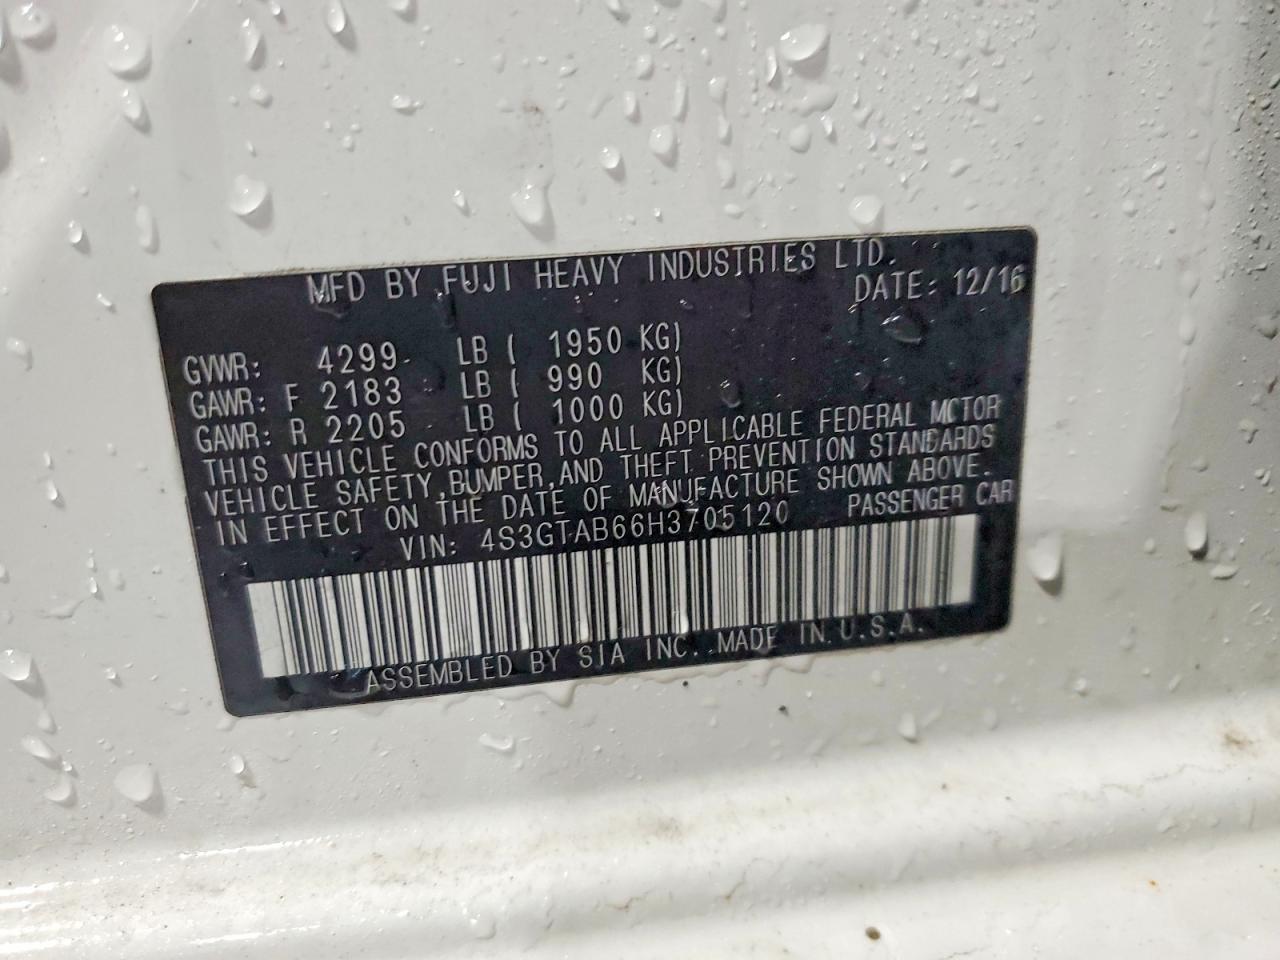 MFD BY FUJI HEAVY INDUSTRIES LTD.
DATE: 12/16
GVWR: 4299 LB ( 1950 KG)
GAWR: F 2183 LB ( 990 KG)
GAWR: R 2205 LB ( 1000 KG)
THIS VEHICLE CONFORMS TO ALL APPLICABLE FEDERAL MOTOR
VEHICLE SAFETY, BUMPER, AND THEFT PREVENTION STANDARDS
IN EFFECT ON THE DATE OF MANUFACTURE SHOWN ABOVE.
VIN: 4S3GTAB66H3705120 PASSENGER CAR
ASSEMBLED BY SIA INC. MADE IN U.S.A.